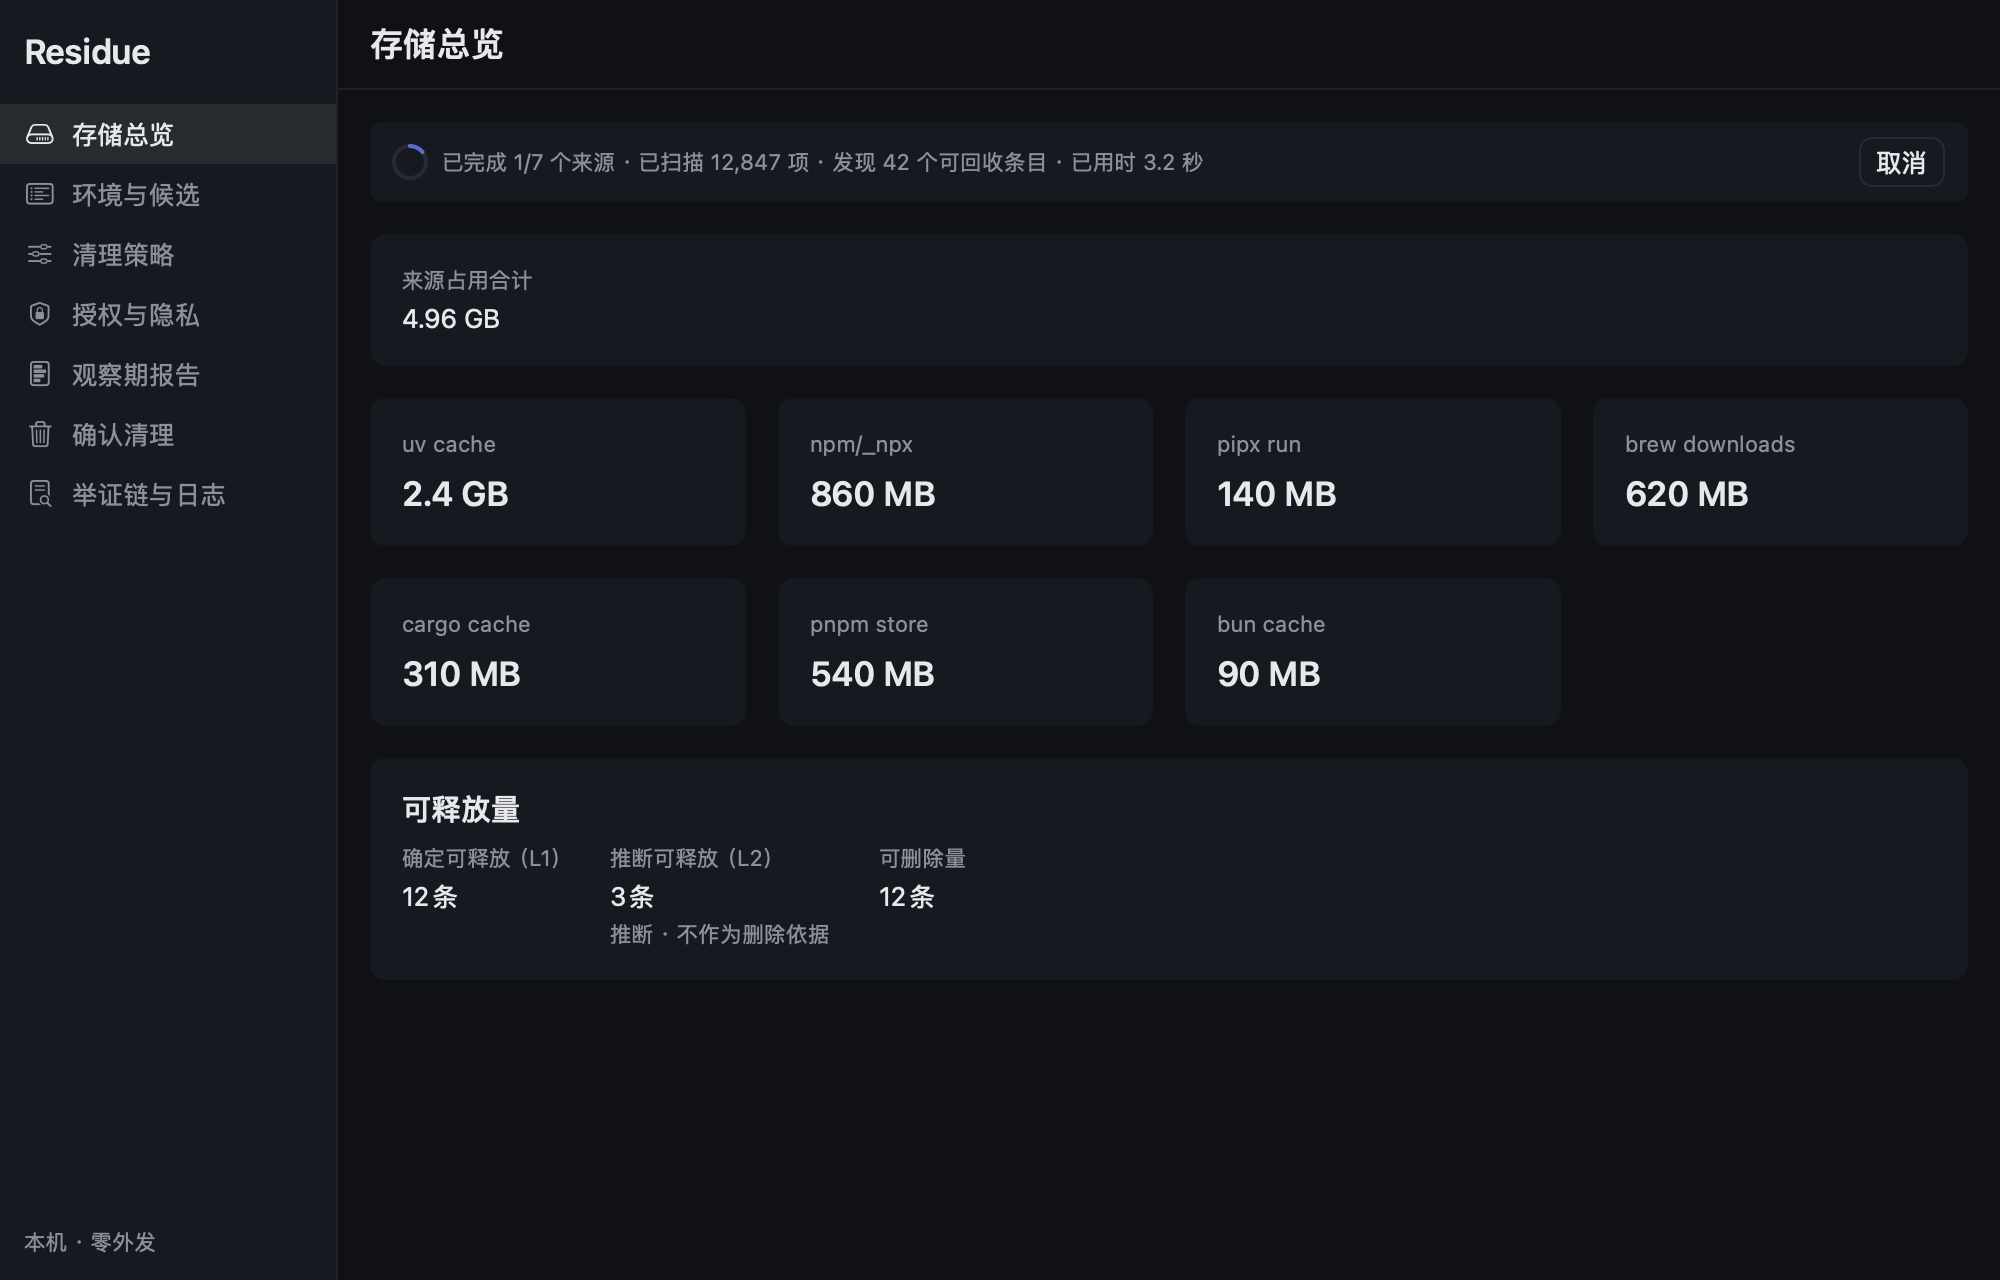 Residue
存储总览
环境与候选
清理策略
授权与隐私
观察期报告
确认清理
举证链与日志
本机 · 零外发
存储总览
已完成 1/7 个来源 · 已扫描 12,847 项 · 发现 42 个可回收条目 · 已用时 3.2 秒
取消
来源占用合计
4.96 GB
uv cache
2.4 GB
npm/_npx
860 MB
pipx run
140 MB
brew downloads
620 MB
cargo cache
310 MB
pnpm store
540 MB
bun cache
90 MB
可释放量
确定可释放（L1）
12 条
推断可释放（L2）
3 条
推断 · 不作为删除依据
可删除量
12 条